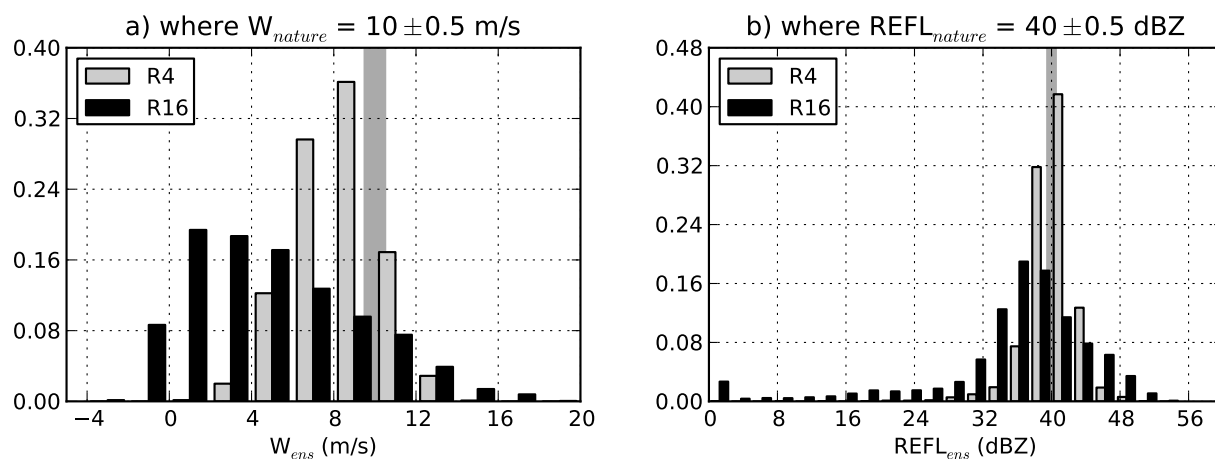 a) where W_nature = 10 ±0.5 m/s
0.40
0.32
0.24
0.16
0.08
0.00
R4
R16
−4 0 4 8 12 16 20
W_ens (m/s)
b) where REFL_nature = 40 ±0.5 dBZ
0.48
0.40
0.32
0.24
0.16
0.08
0.00
R4
R16
0 8 16 24 32 40 48 56
REFL_ens (dBZ)